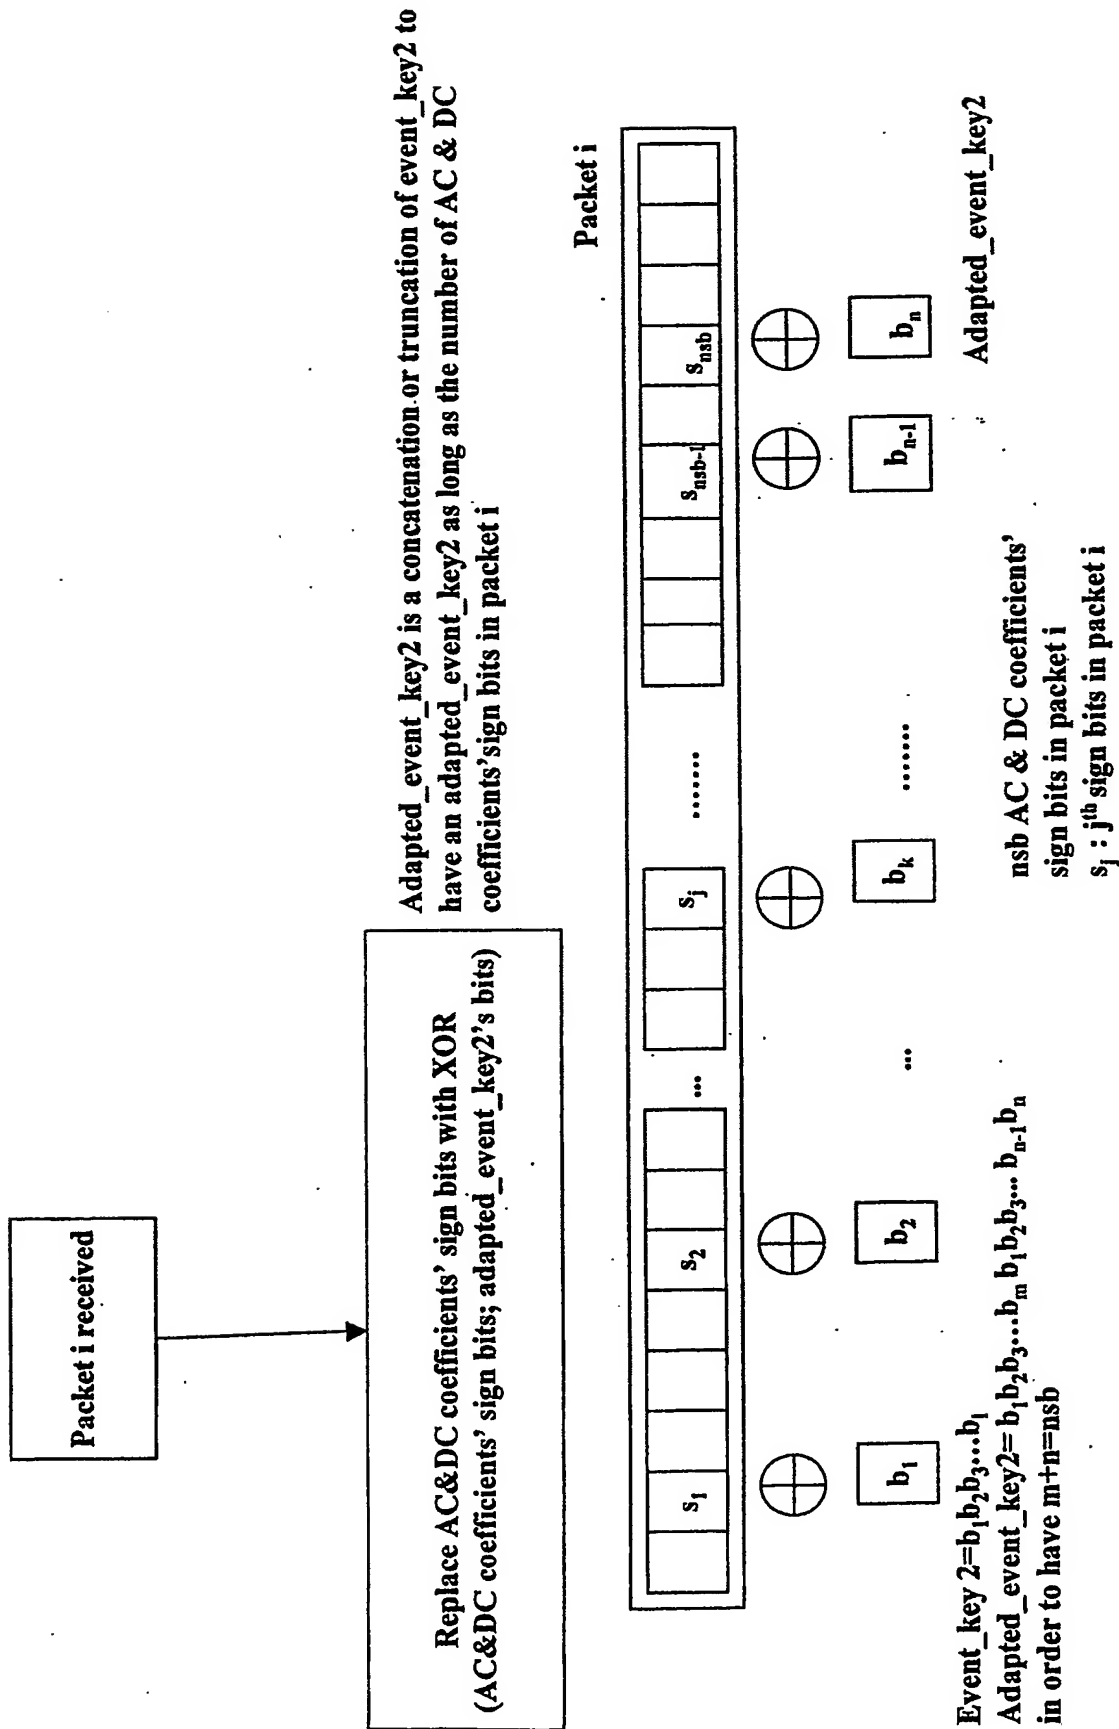 Packet i received
Replace AC&DC coefficients' sign bits with XOR
(AC&DC coefficients' sign bits; adapted_event_key2's bits)
Adapted_event_key2 is a concatenation or truncation of event_key2 to
have an adapted_event_key2 as long as the number of AC & DC
coefficients'sign bits in packet i
Packet i
s1 s2 ... sj ....... snsb-1 snsb
b1 b2 ... bk ....... bn-1 bn
Adapted_event_key2
Event_key 2=b1b2b3...bl
Adapted_event_key2= b1b2b3...bm b1b2b3... bn-1bn
in order to have m+n=nsb
nsb AC & DC coefficients'
sign bits in packet i
sj : jth sign bits in packet i